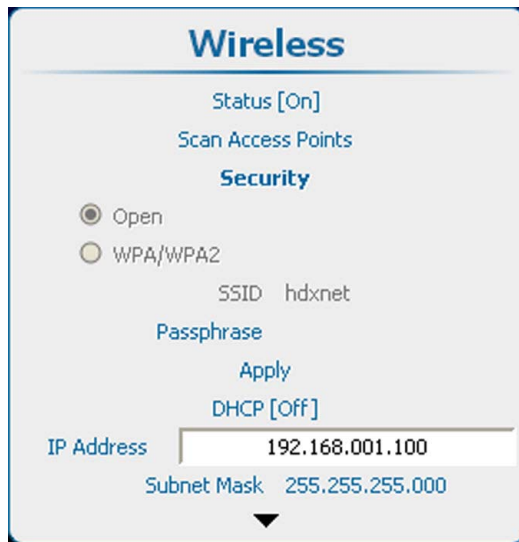 Wireless
Status [On]
Scan Access Points
Security
Open
WPA/WPA2
SSID hdxnet
Passphrase
Apply
DHCP [Off]
IP Address 192.168.001.100
Subnet Mask 255.255.255.000